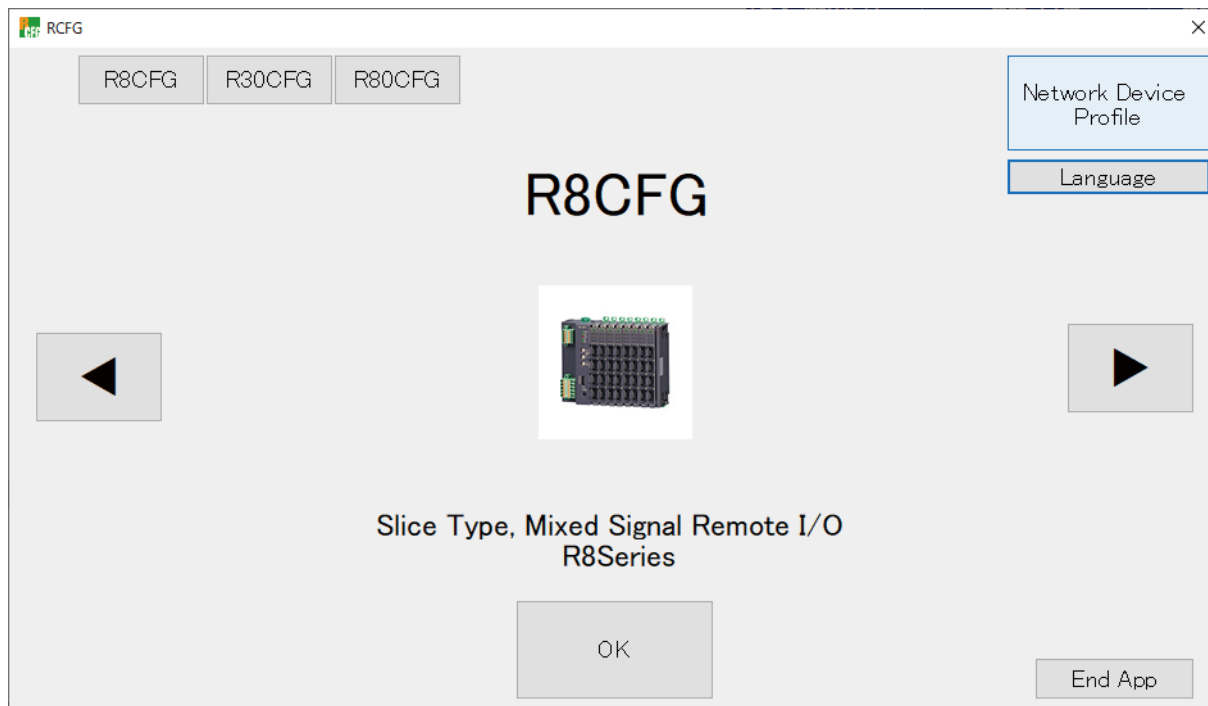 RCFG
R8CFG
R30CFG
R80CFG
Network Device
Profile
Language
R8CFG
Slice Type, Mixed Signal Remote I/O
R8Series
OK
End App